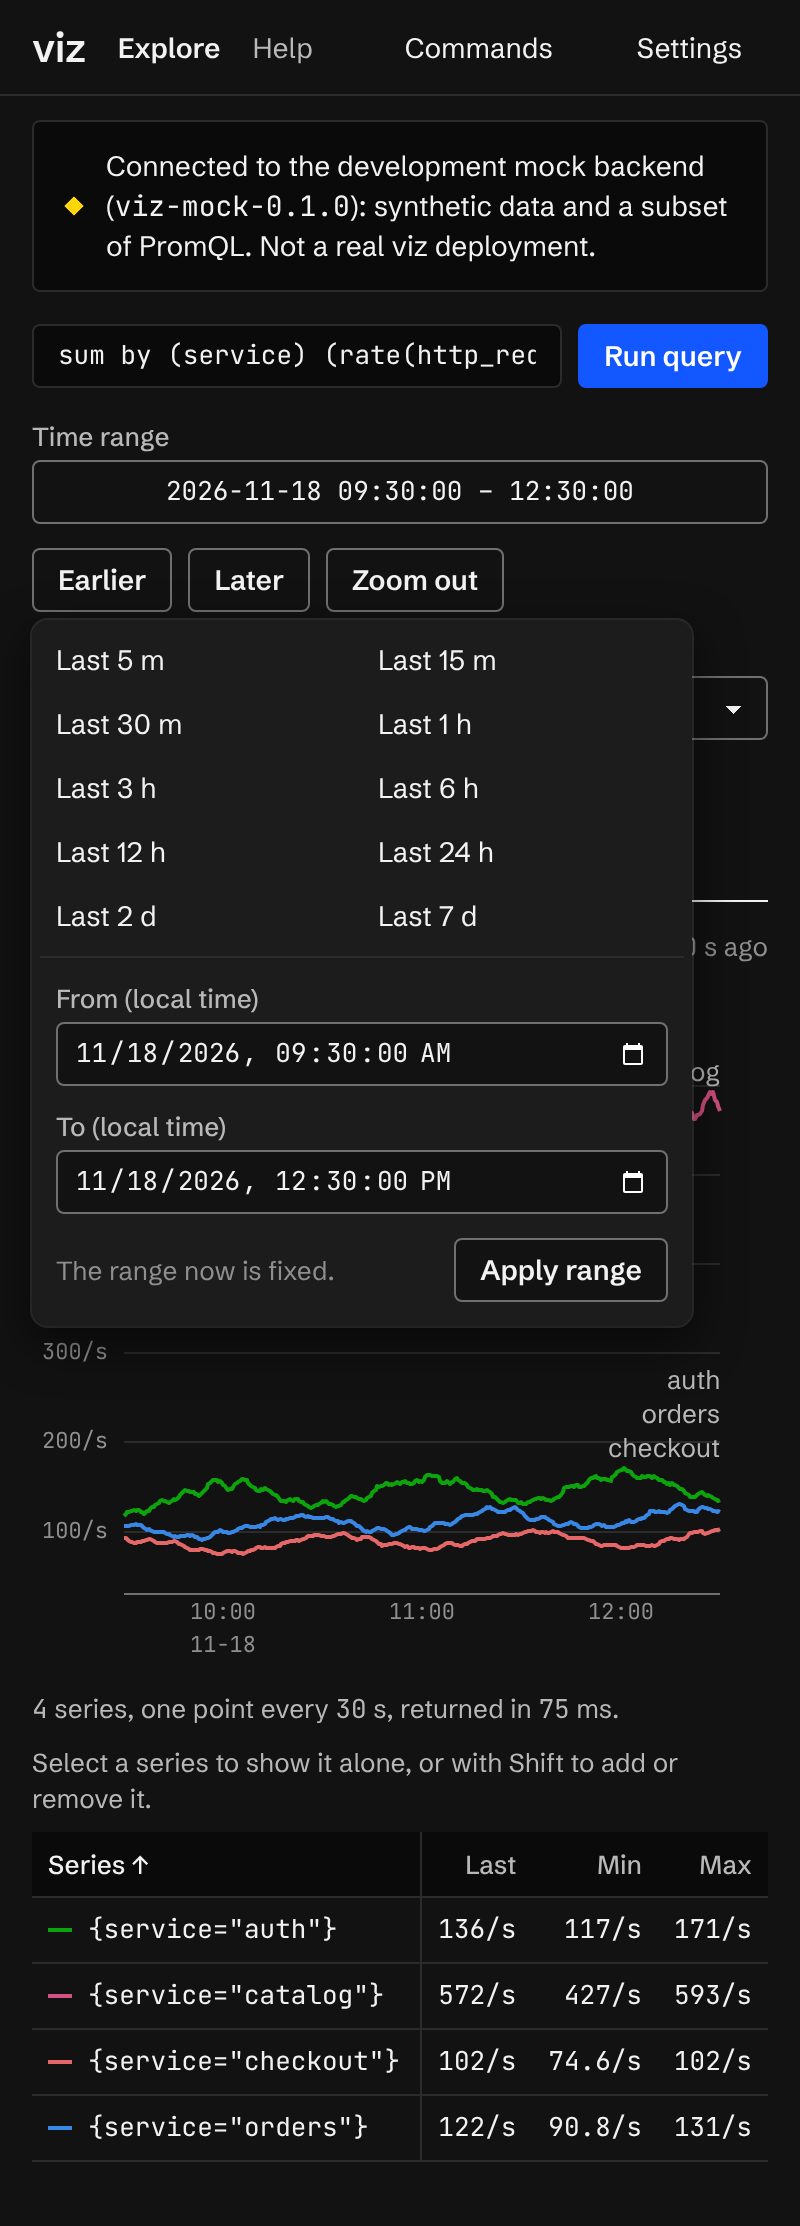 viz Explore Help Commands Settings
Connected to the development mock backend
(viz-mock-0.1.0): synthetic data and a subset
of PromQL. Not a real viz deployment.
sum by (service) (rate(http_rec
Run query
Time range
2026-11-18 09:30:00 – 12:30:00
Earlier Later Zoom out
Last 5 m Last 15 m
Last 30 m Last 1 h
Last 3 h Last 6 h
Last 12 h Last 24 h
Last 2 d Last 7 d
s ago
From (local time)
11/18/2026, 09:30:00 AM
og
To (local time)
11/18/2026, 12:30:00 PM
The range now is fixed. Apply range
300/s
auth
orders
200/s
checkout
100/s
10:00 11:00 12:00
11-18
4 series, one point every 30 s, returned in 75 ms.
Select a series to show it alone, or with Shift to add or
remove it.
Series ↑ Last Min Max
{service="auth"} 136/s 117/s 171/s
{service="catalog"} 572/s 427/s 593/s
{service="checkout"} 102/s 74.6/s 102/s
{service="orders"} 122/s 90.8/s 131/s